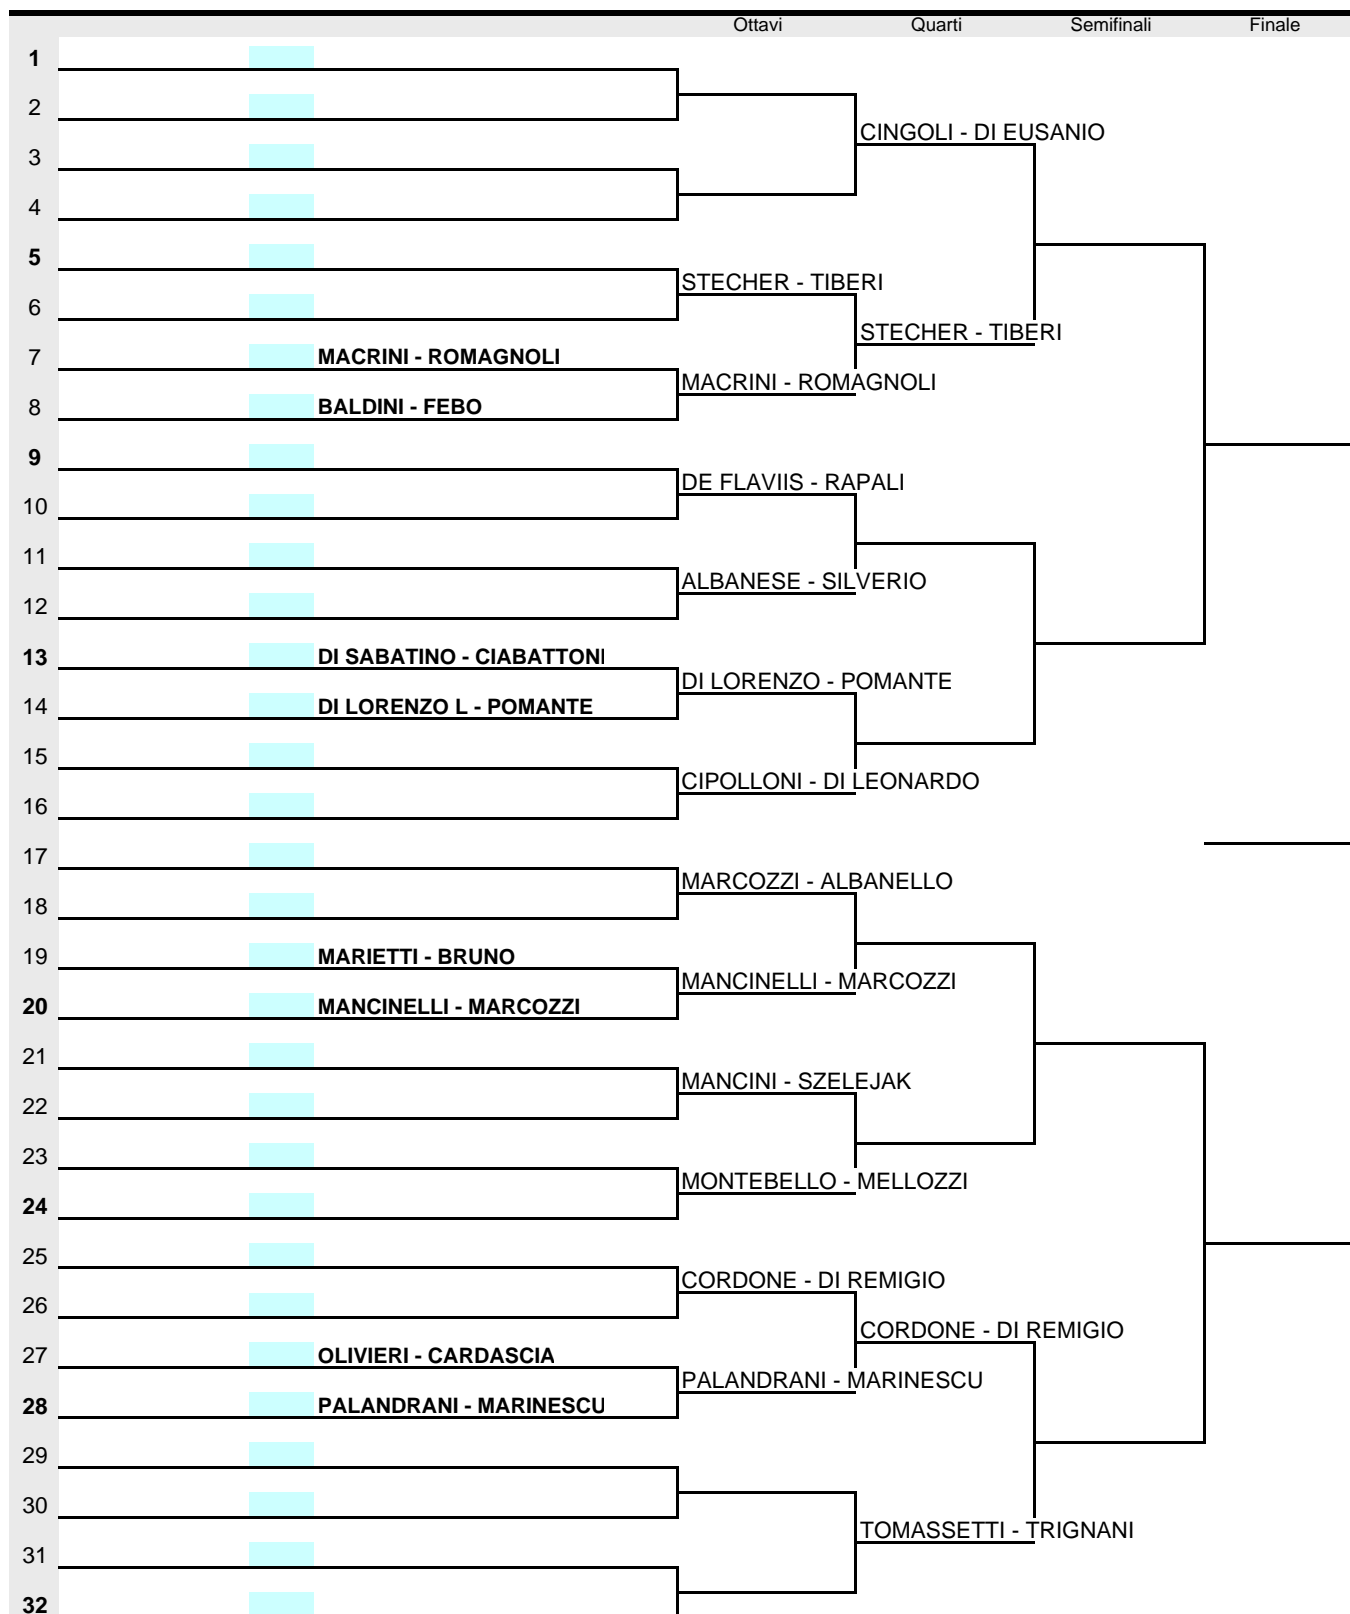 Ottavi Quarti Semifinali Finale
1
2
CINGOLI - DI EUSANIO
3
4
5
STECHER - TIBERI
6
STECHER - TIBERI
7 MACRINI - ROMAGNOLI
MACRINI - ROMAGNOLI
8 BALDINI - FEBO
9
DE FLAVIIS - RAPALI
10
11
ALBANESE - SILVERIO
12
13 DI SABATINO - CIABATTONI
DI LORENZO - POMANTE
14 DI LORENZO L - POMANTE
15
CIPOLLONI - DI LEONARDO
16
17
MARCOZZI - ALBANELLO
18
19 MARIETTI - BRUNO
MANCINELLI - MARCOZZI
20 MANCINELLI - MARCOZZI
21
MANCINI - SZELEJAK
22
23
MONTEBELLO - MELLOZZI
24
25
CORDONE - DI REMIGIO
26
CORDONE - DI REMIGIO
27 OLIVIERI - CARDASCIA
PALANDRANI - MARINESCU
28 PALANDRANI - MARINESCU
29
30
TOMASSETTI - TRIGNANI
31
32